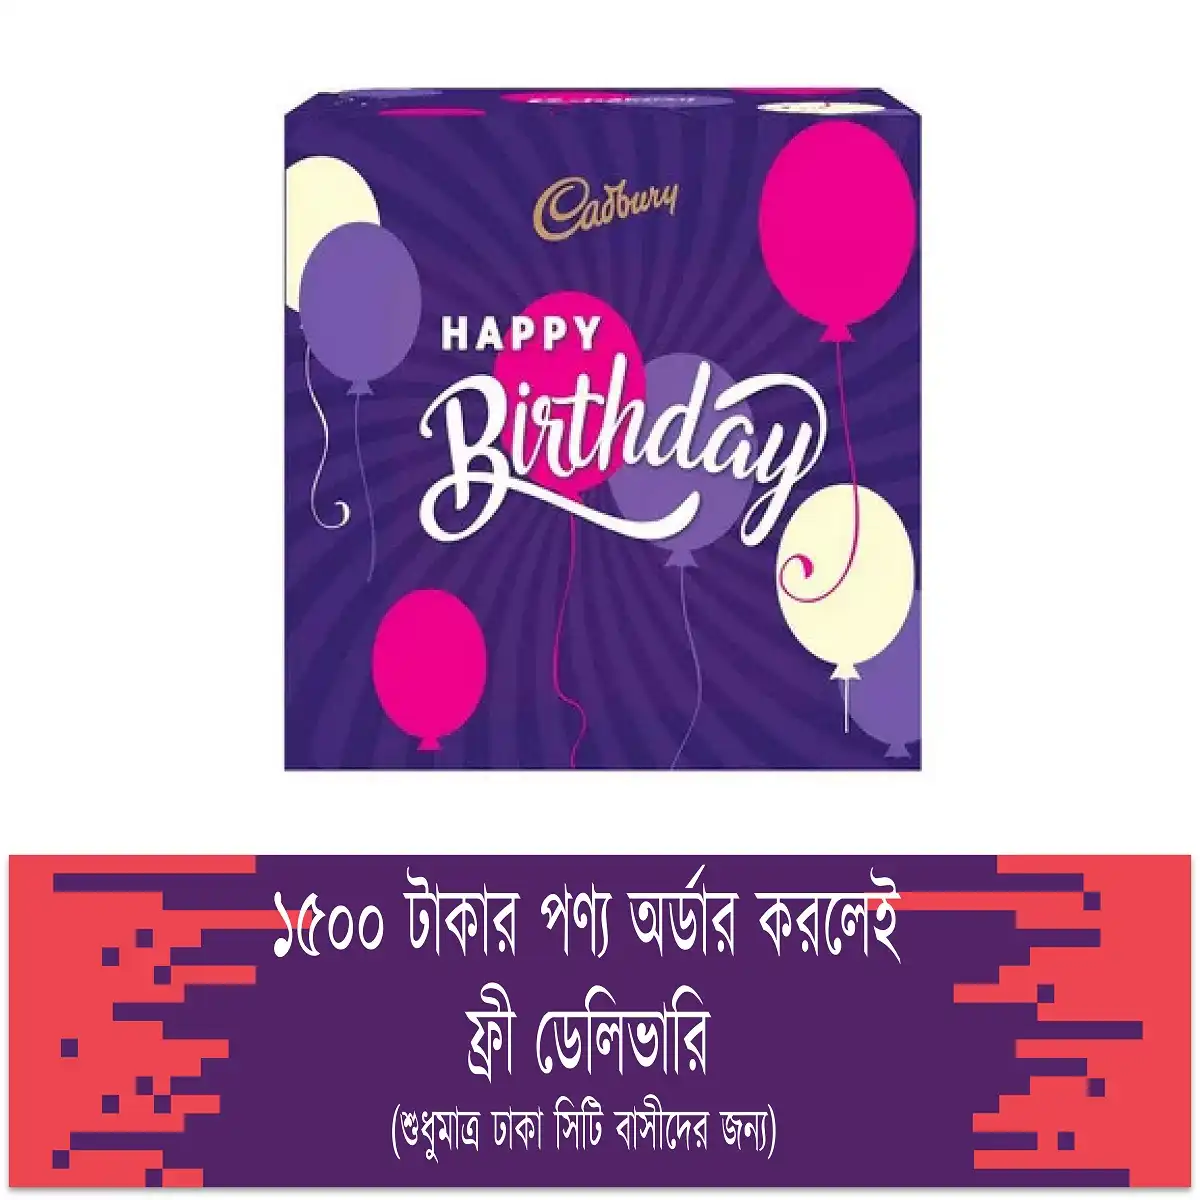 Cadbury
HAPPY
Birthday
১৫০০ টাকার পণ্য অর্ডার করলেই
ফ্রী ডেলিভারি
(শুধুমাত্র ঢাকা সিটি বাসীদের জন্য)